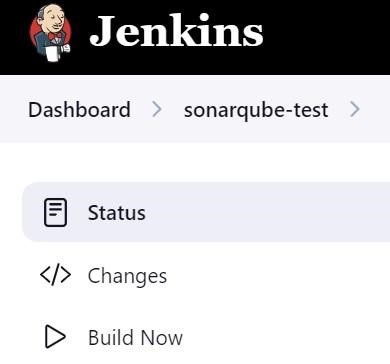 Jenkins
Dashboard > sonarqube-test >
Status
</> Changes
Build Now